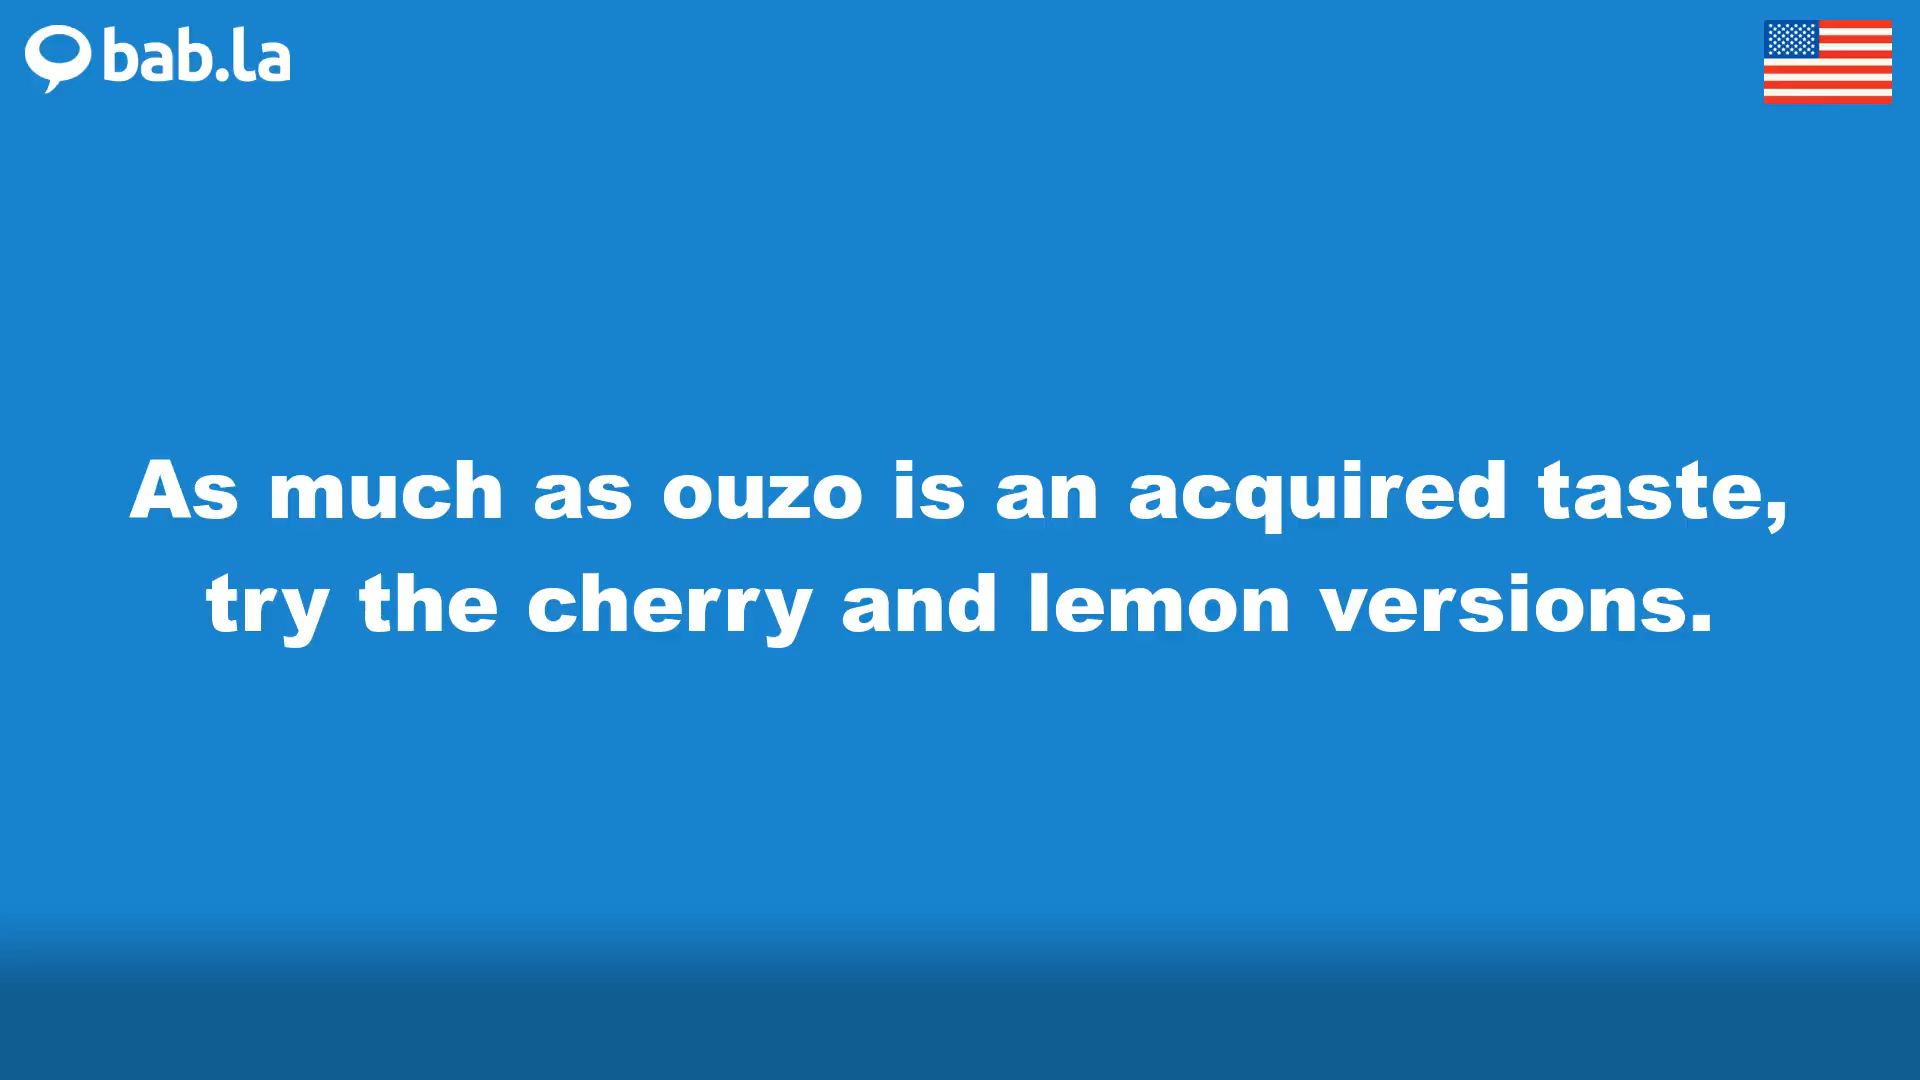 bab.la
As much as ouzo is an acquired taste,
try the cherry and lemon versions.